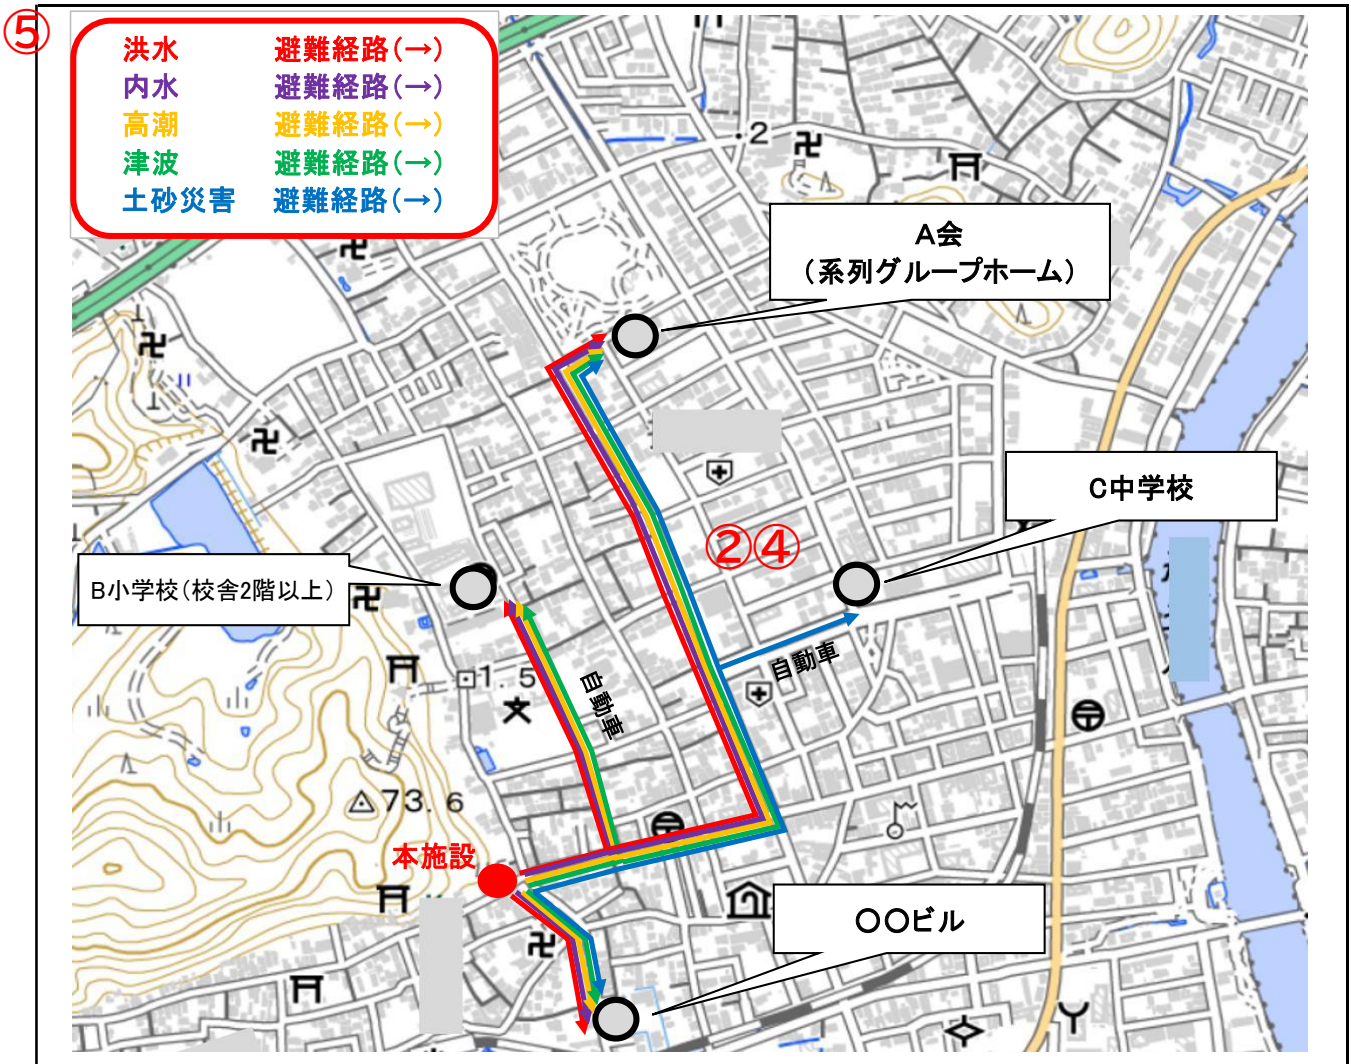 ⑤
洪水 避難経路(→)
内水 避難経路(→)
高潮 避難経路(→)
津波 避難経路(→)
土砂災害 避難経路(→)
・2
A会
(系列グループホーム)
C中学校
②④
B小学校(校舎2階以上)
1.5
自動車
自動車
73.6
本施設
〇〇ビル